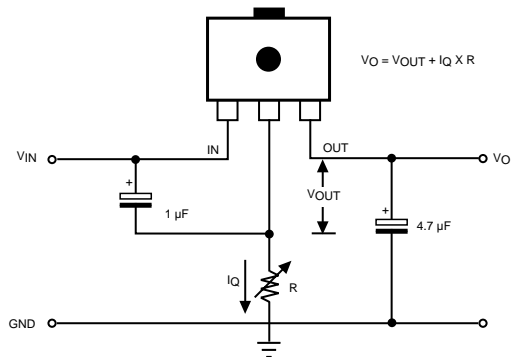 VO = VOUT + IQ X R
IN
OUT
VIN
VO
+
1 µF
VOUT
+
4.7 µF
IQ
R
GND